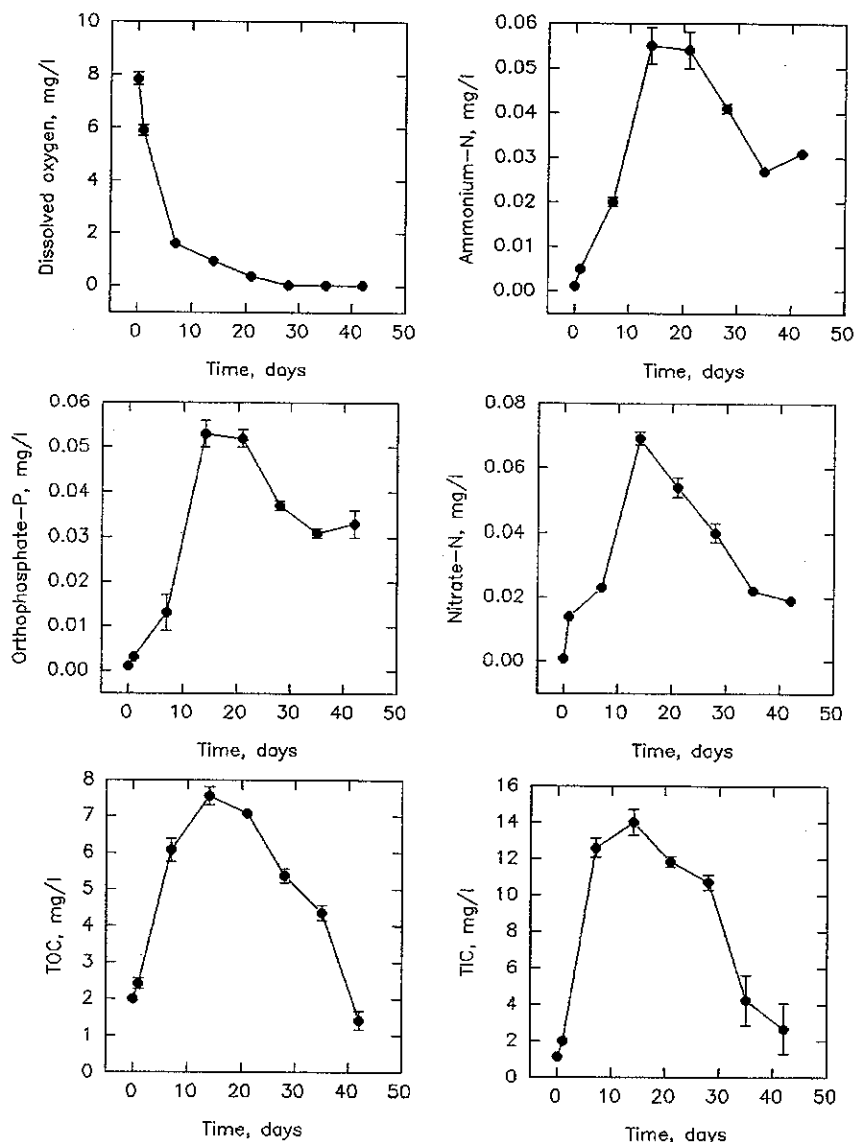 Dissolved oxygen, mg/l
10
8
6
4
2
0
0 10 20 30 40 50
Time, days
Ammonium-N, mg/l
0.06
0.05
0.04
0.03
0.02
0.01
0.00
0 10 20 30 40 50
Time, days
Orthophosphate-P, mg/l
0.06
0.05
0.04
0.03
0.02
0.01
0.00
0 10 20 30 40 50
Time, days
Nitrate-N, mg/l
0.08
0.06
0.04
0.02
0.00
0 10 20 30 40 50
Time, days
TOC, mg/l
8
7
6
5
4
3
2
1
0
0 10 20 30 40 50
Time, days
TIC, mg/l
16
14
12
10
8
6
4
2
0
0 10 20 30 40 50
Time, days